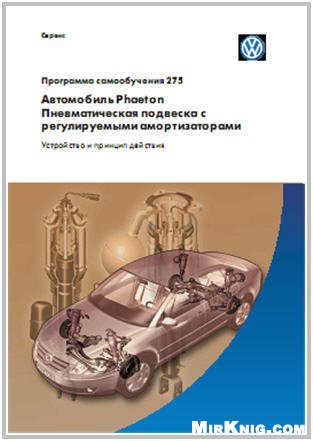 Сервис
Программа самообучения 275
Автомобиль Phaeton
Пневматическая подвеска с
регулируемыми амортизаторами
Устройство и принцип действия
MirKnig.com